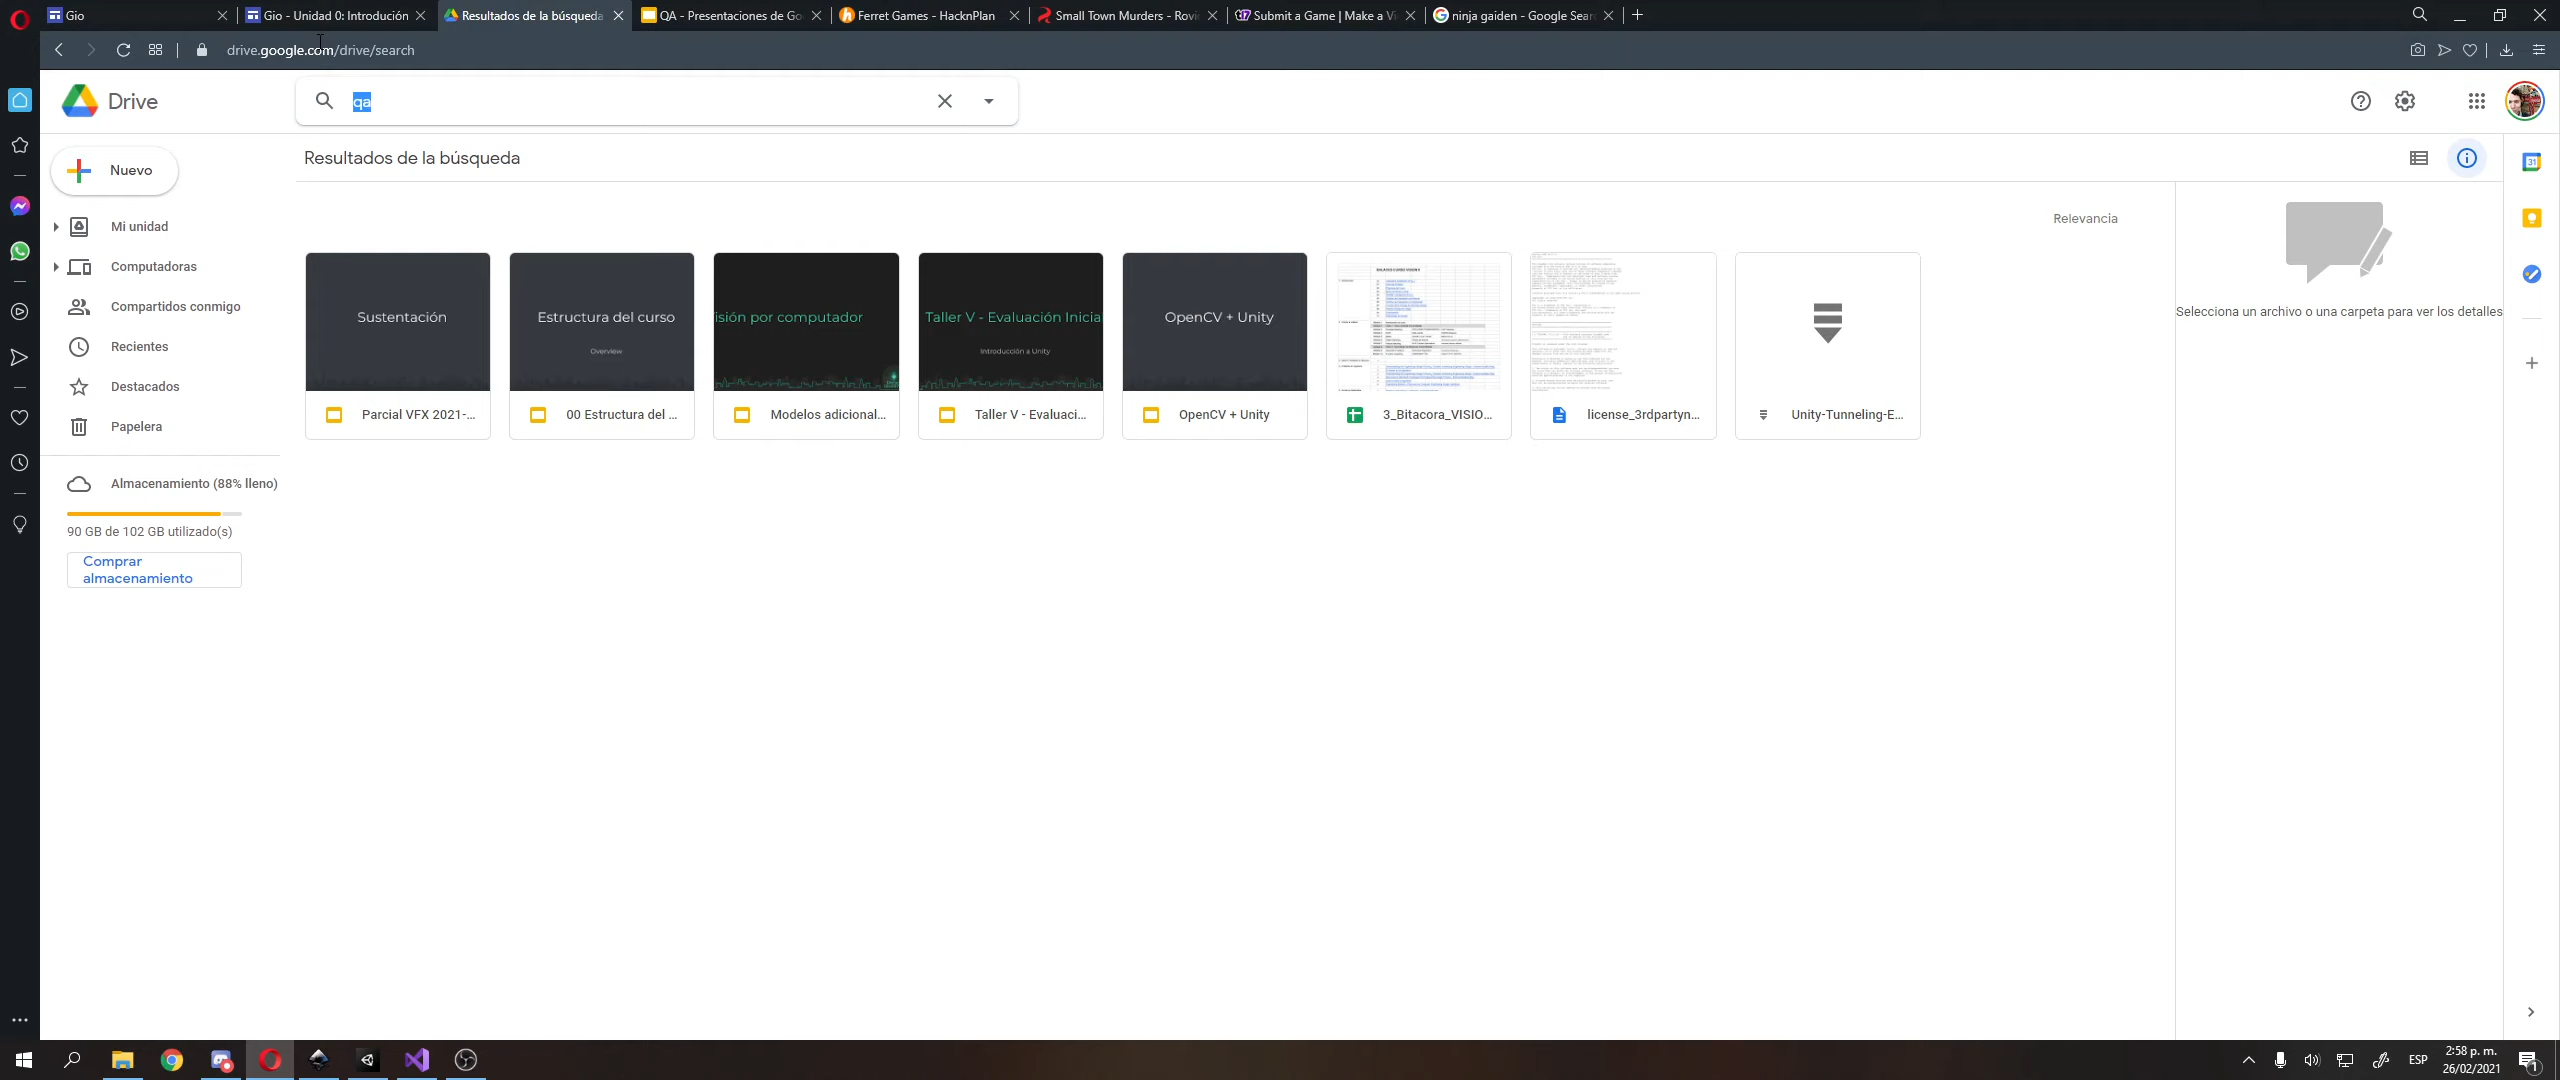 Gio
Gio - Unidad 0: Introducción
Resultados de la búsqueda
QA - Presentaciones de Go
Ferret Games - HacknPlan
Small Town Murders - Rovi
Submit a Game | Make a Vi
ninja gaiden - Google Sear
drive.google.com/drive/search
Drive
qa
Nuevo
Resultados de la búsqueda
Mi unidad
Computadoras
Compartidos conmigo
Recientes
Destacados
Papelera
Almacenamiento (88% lleno)
90 GB de 102 GB utilizado(s)
Comprar
almacenamiento
Relevancia
Sustentación
Parcial VFX 2021-...
Estructura del curso
Overview
00 Estructura del ...
isión por computador
Modelos adicional...
Taller V - Evaluación Inicial
Introducción a Unity
Taller V - Evaluaci...
OpenCV + Unity
OpenCV + Unity
3_Bitacora_VISIO...
license_3rdpartyn...
Unity-Tunneling-E...
Selecciona un archivo o una carpeta para ver los detalles
31
ESP
2:58 p. m.
26/02/2021
1